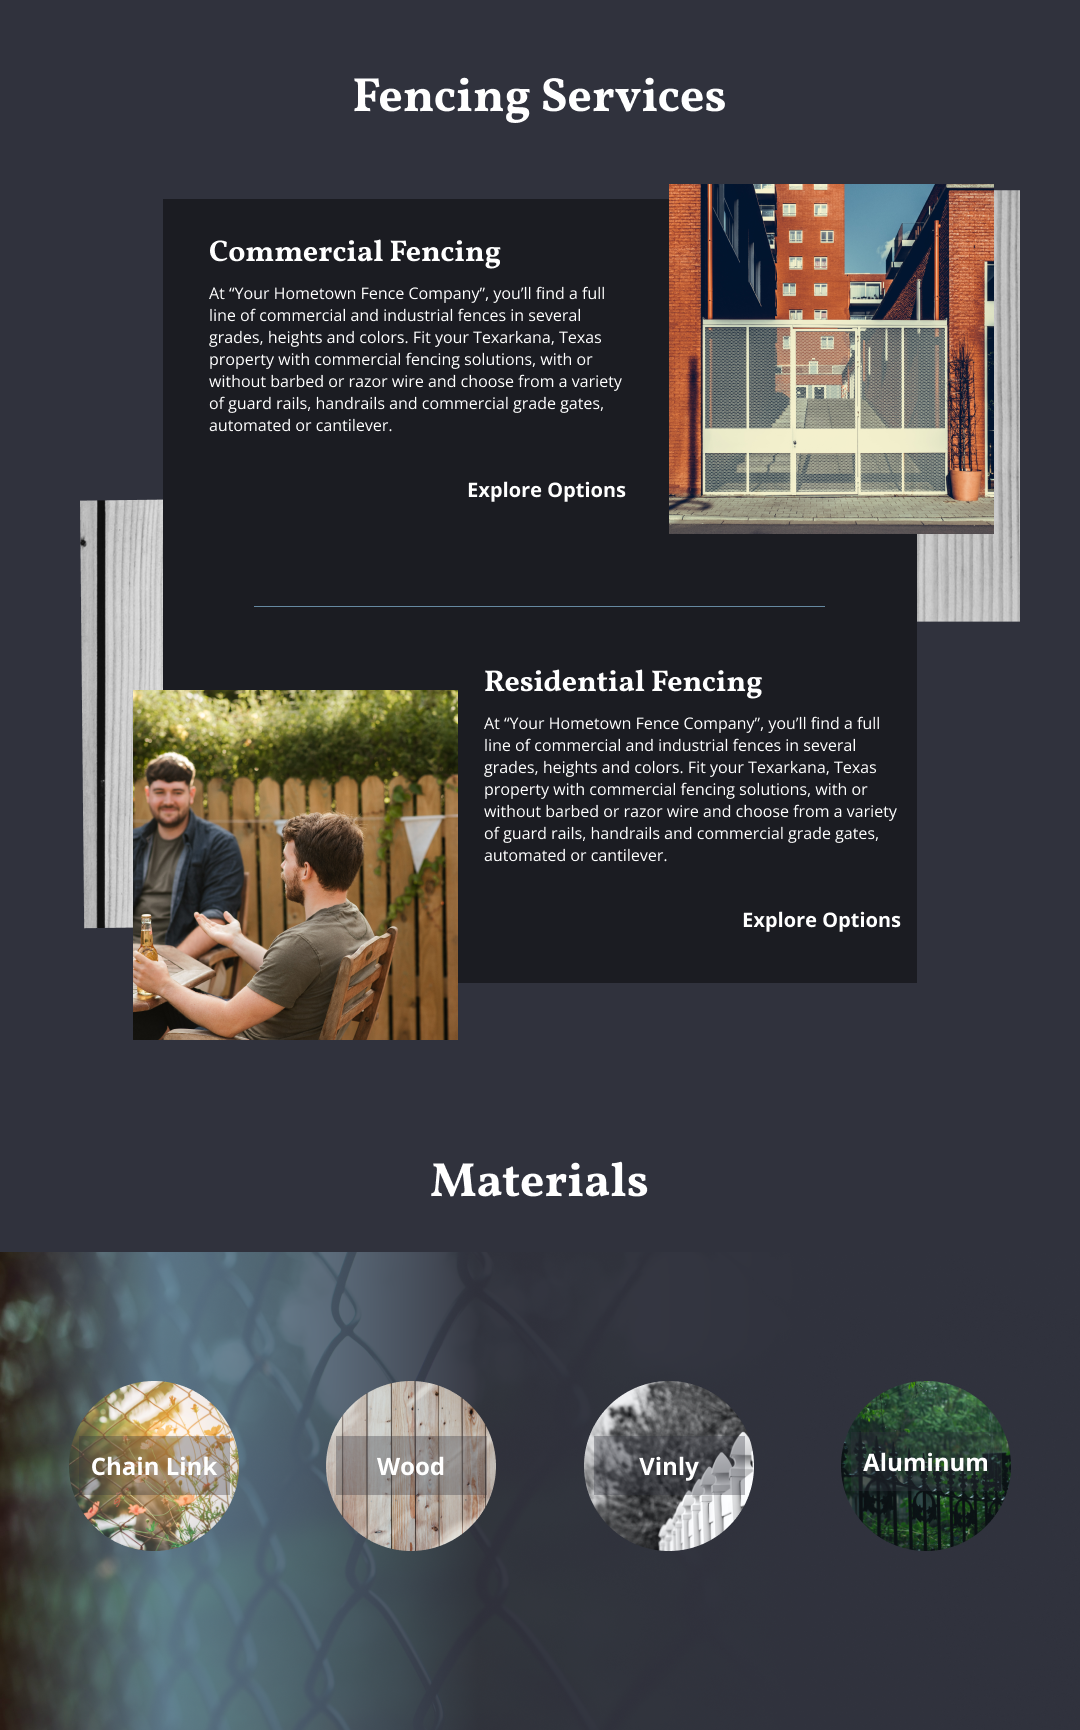 Fencing Services
Commercial Fencing
At “Your Hometown Fence Company”, you’ll find a full
line of commercial and industrial fences in several
grades, heights and colors. Fit your Texarkana, Texas
property with commercial fencing solutions, with or
without barbed or razor wire and choose from a variety
of guard rails, handrails and commercial grade gates,
automated or cantilever.
Explore Options
Residential Fencing
At “Your Hometown Fence Company”, you’ll find a full
line of commercial and industrial fences in several
grades, heights and colors. Fit your Texarkana, Texas
property with commercial fencing solutions, with or
without barbed or razor wire and choose from a variety
of guard rails, handrails and commercial grade gates,
automated or cantilever.
Explore Options
Materials
Chain Link
Wood
Vinly
Aluminum